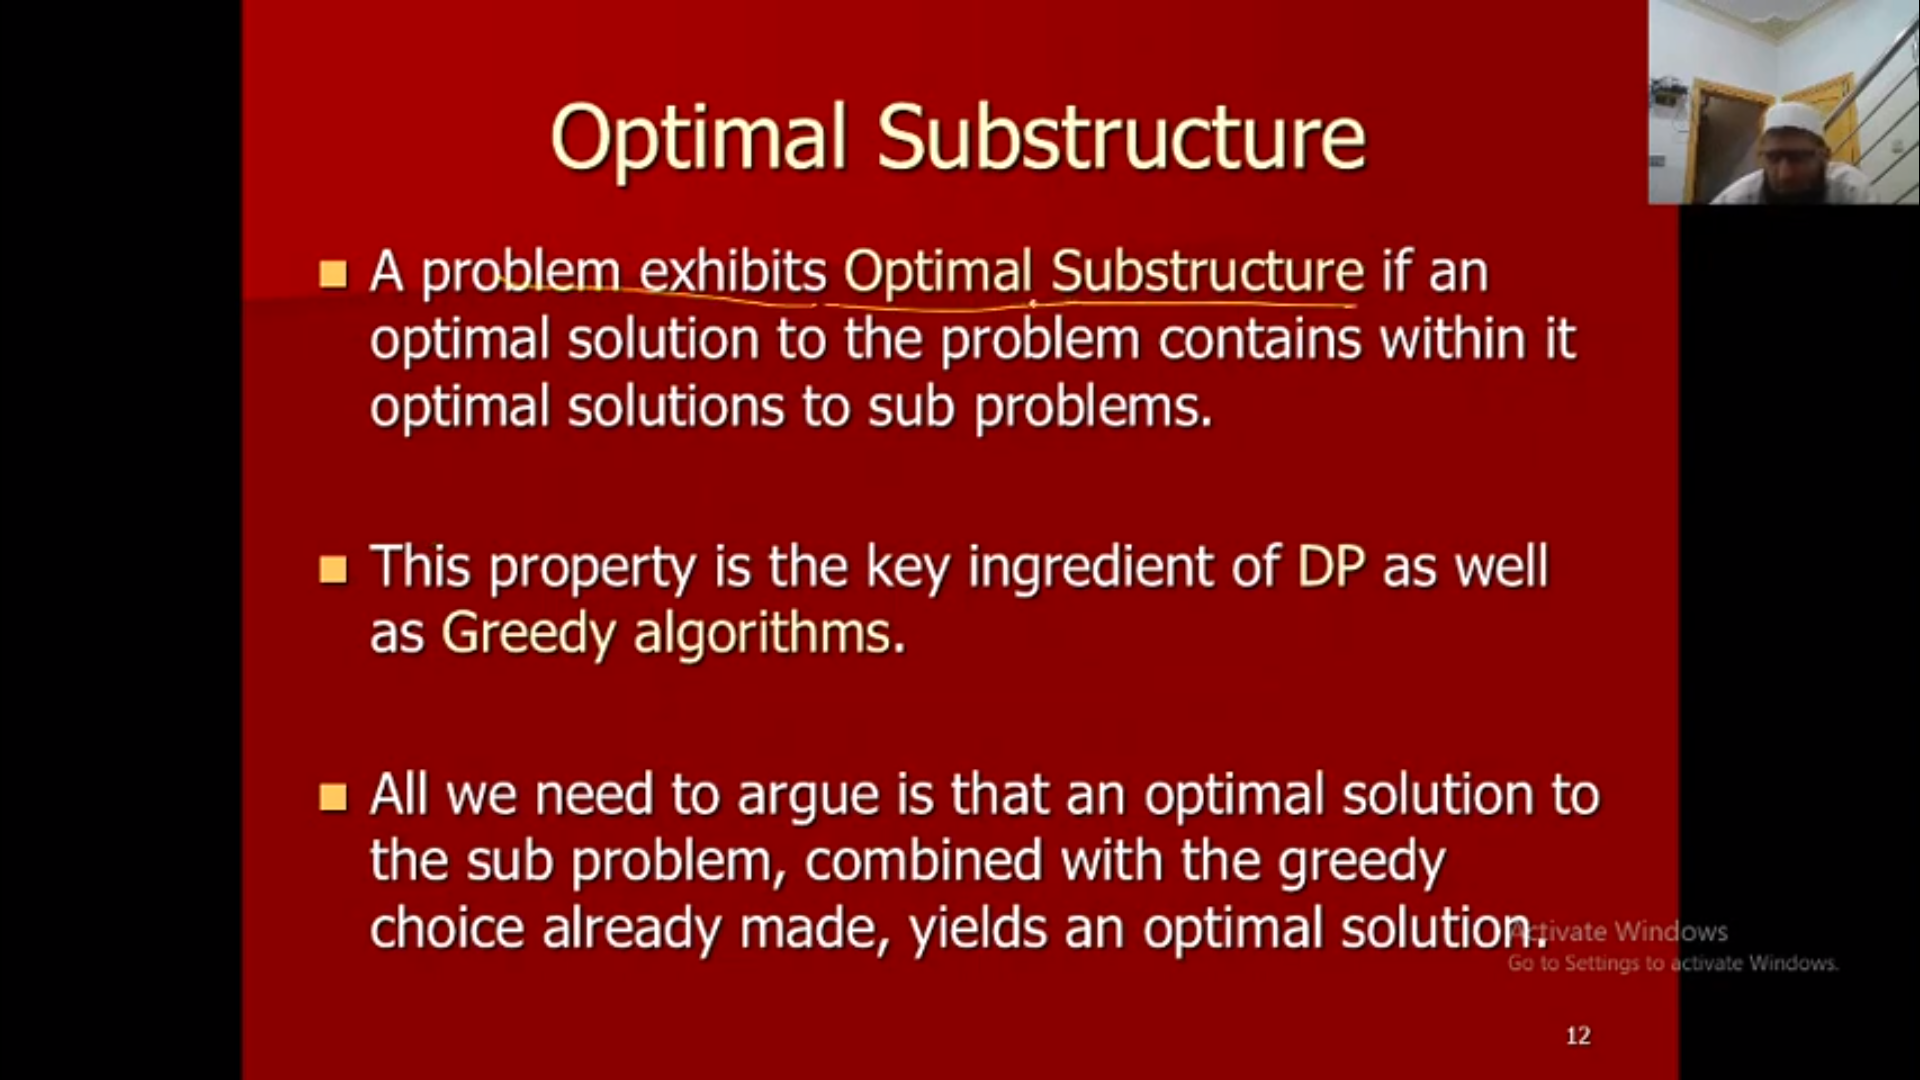 Optimal Substructure
A problem exhibits Optimal Substructure if an
optimal solution to the problem contains within it
optimal solutions to sub problems.
This property is the key ingredient of DP as well
as Greedy algorithms.
All we need to argue is that an optimal solution to
the sub problem, combined with the greedy
choice already made, yields an optimal solution.
Activate Windows
Go to Settings to activate Windows.
12